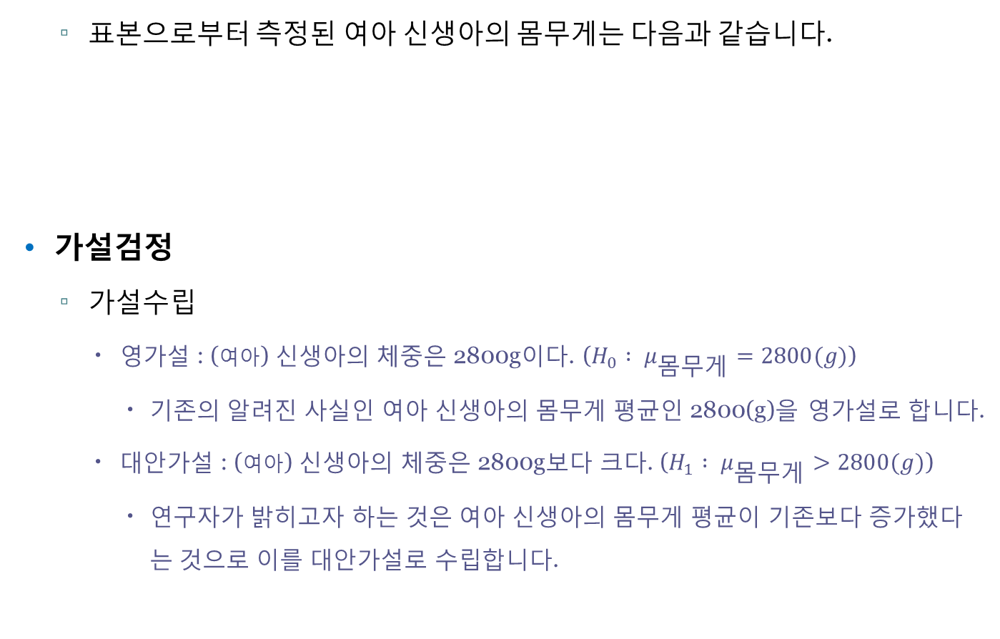 ▫ 표본으로부터 측정된 여아 신생아의 몸무게는 다음과 같습니다.
• 가설검정
▫ 가설수립
• 영가설 : (여아) 신생아의 체중은 2800g이다. (𝐻₀ : 𝜇몸무게 = 2800(𝑔))
• 기존의 알려진 사실인 여아 신생아의 몸무게 평균인 2800(g)을 영가설로 합니다.
• 대안가설 : (여아) 신생아의 체중은 2800g보다 크다. (𝐻₁ : 𝜇몸무게 > 2800(𝑔))
• 연구자가 밝히고자 하는 것은 여아 신생아의 몸무게 평균이 기존보다 증가했다
는 것으로 이를 대안가설로 수립합니다.